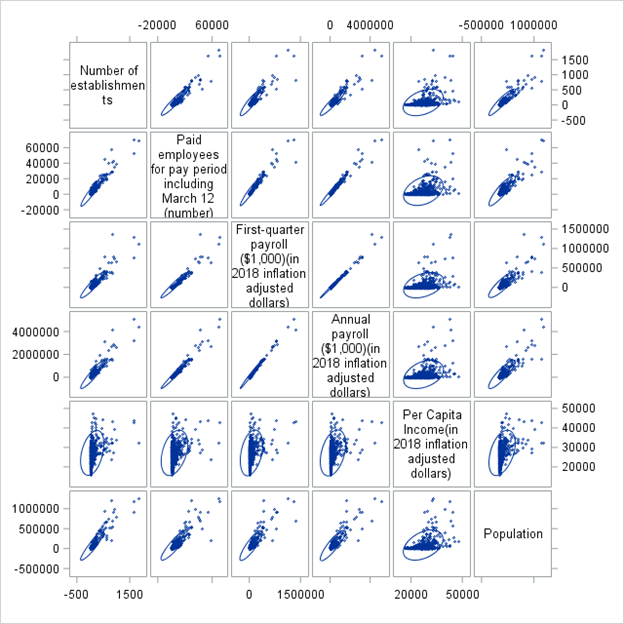 -20000 60000 0 4000000 -500000 1000000
Number of
establishmen
ts
1500
1000
500
0
-500
60000
40000
20000
0
-20000
Paid
employees
for pay period
including
March 12
(number)
First-quarter
payroll
($1,000)(in
2018 inflation
adjusted
dollars)
1500000
1000000
500000
0
4000000
2000000
0
Annual
payroll
($1,000)(in
2018 inflation
adjusted
dollars)
Per Capita
Income(in
2018 inflation
adjusted
dollars)
50000
40000
30000
20000
1000000
500000
0
-500000
Population
-500 1500 0 1500000 20000 50000